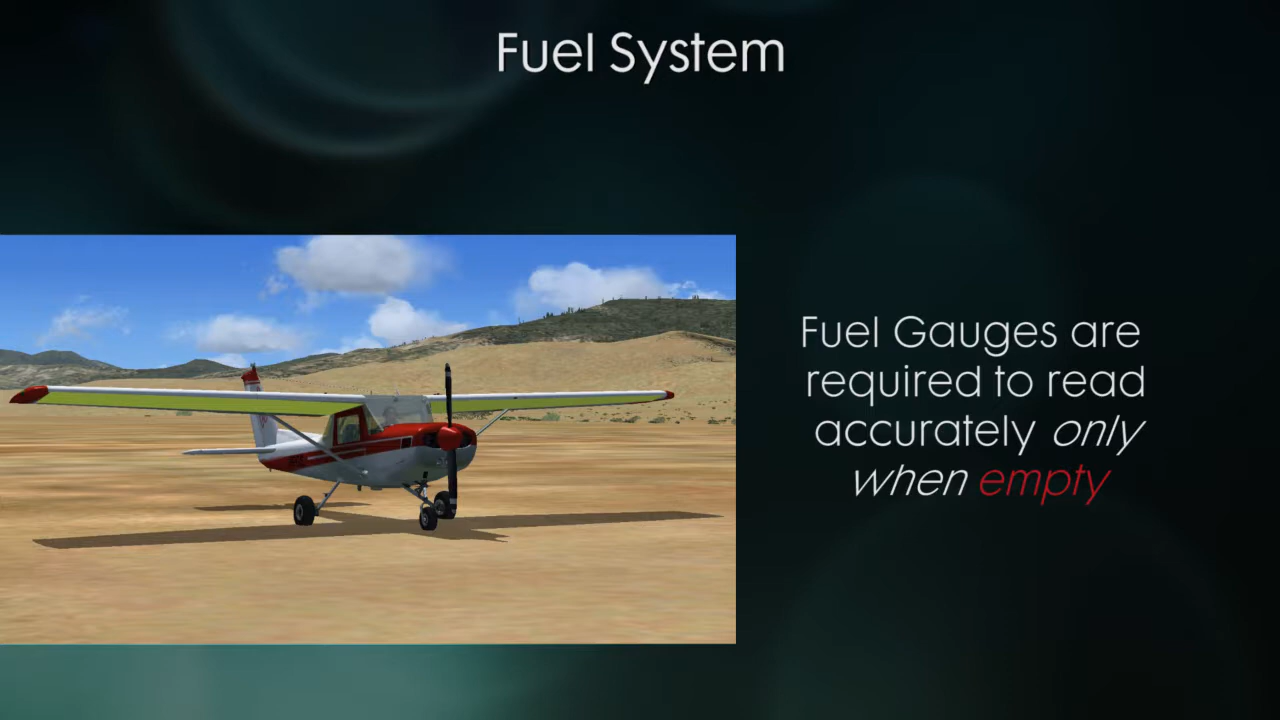 Fuel System
Fuel Gauges are
required to read
accurately only
when empty